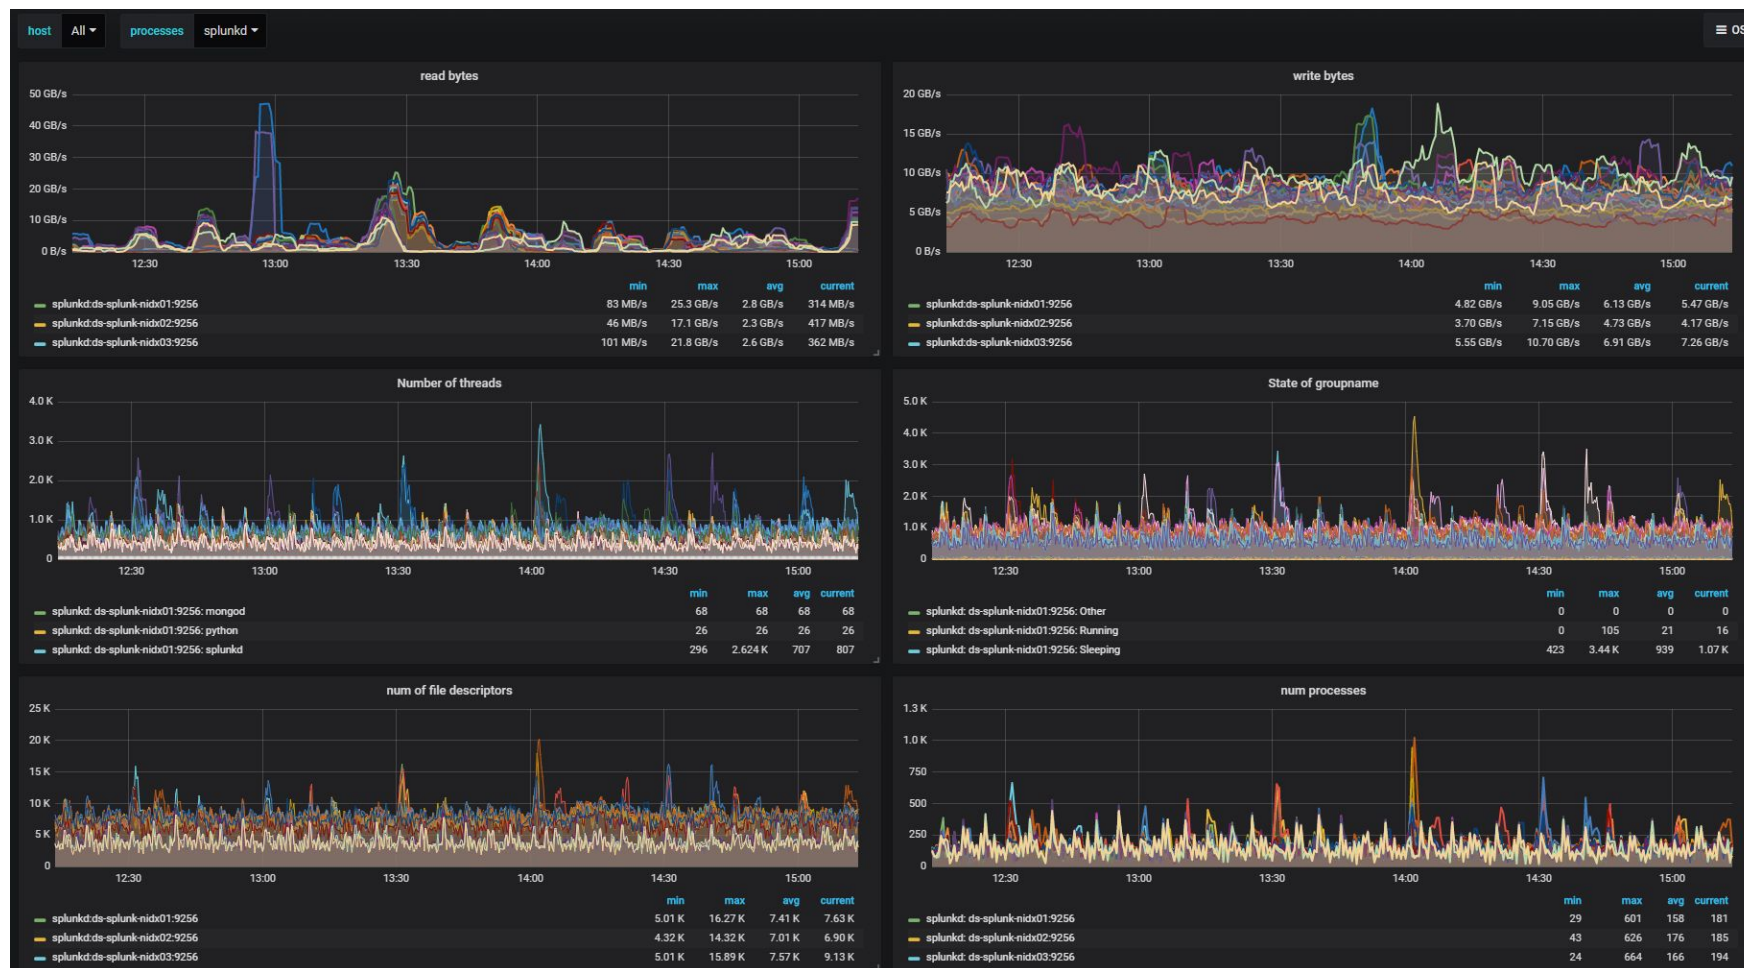 host All processes splunkd OS
read bytes
50 GB/s
40 GB/s
30 GB/s
20 GB/s
10 GB/s
0 B/s
12:30 13:00 13:30 14:00 14:30 15:00
min max avg current
splunkd:ds-splunk-nidx01:9256 83 MB/s 25.3 GB/s 2.8 GB/s 314 MB/s
splunkd:ds-splunk-nidx02:9256 46 MB/s 17.1 GB/s 2.3 GB/s 417 MB/s
splunkd:ds-splunk-nidx03:9256 101 MB/s 21.8 GB/s 2.6 GB/s 362 MB/s
write bytes
20 GB/s
15 GB/s
10 GB/s
5 GB/s
0 B/s
12:30 13:00 13:30 14:00 14:30 15:00
min max avg current
splunkd:ds-splunk-nidx01:9256 4.82 GB/s 9.05 GB/s 6.13 GB/s 5.47 GB/s
splunkd:ds-splunk-nidx02:9256 3.70 GB/s 7.15 GB/s 4.73 GB/s 4.17 GB/s
splunkd:ds-splunk-nidx03:9256 5.55 GB/s 10.70 GB/s 6.91 GB/s 7.26 GB/s
Number of threads
4.0 K
3.0 K
2.0 K
1.0 K
0
12:30 13:00 13:30 14:00 14:30 15:00
min max avg current
splunkd: ds-splunk-nidx01:9256: mongod 68 68 68 68
splunkd: ds-splunk-nidx01:9256: python 26 26 26 26
splunkd: ds-splunk-nidx01:9256: splunkd 296 2.624 K 707 807
State of groupname
5.0 K
4.0 K
3.0 K
2.0 K
1.0 K
0
12:30 13:00 13:30 14:00 14:30 15:00
min max avg current
splunkd: ds-splunk-nidx01:9256: Other 0 0 0 0
splunkd: ds-splunk-nidx01:9256: Running 0 105 21 16
splunkd: ds-splunk-nidx01:9256: Sleeping 423 3.44 K 939 1.07 K
num of file descriptors
25 K
20 K
15 K
10 K
5 K
0
12:30 13:00 13:30 14:00 14:30 15:00
min max avg current
splunkd:ds-splunk-nidx01:9256 5.01 K 16.27 K 7.41 K 7.63 K
splunkd:ds-splunk-nidx02:9256 4.32 K 14.32 K 7.01 K 6.90 K
splunkd:ds-splunk-nidx03:9256 5.01 K 15.89 K 7.57 K 9.13 K
num processes
1.3 K
1.0 K
750
500
250
0
12:30 13:00 13:30 14:00 14:30 15:00
min max avg current
splunkd: ds-splunk-nidx01:9256 29 601 158 181
splunkd: ds-splunk-nidx02:9256 43 626 176 185
splunkd: ds-splunk-nidx03:9256 24 664 166 194